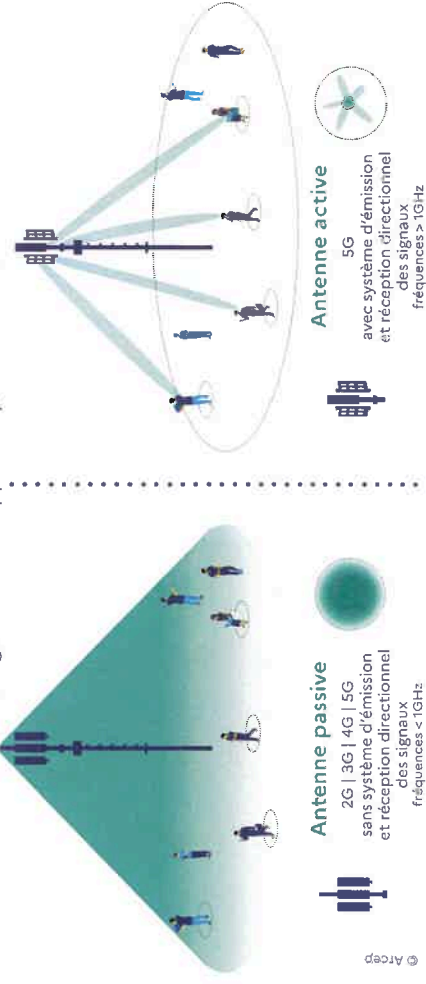 Antenne passive
2G | 3G | 4G | 5G
sans système d'émission
et réception directionnel
des signaux
fréquences < 1GHz
Antenne active
5G
avec système d'émission
et réception directionnel
des signaux
fréquences > 1GHz
© Arcep